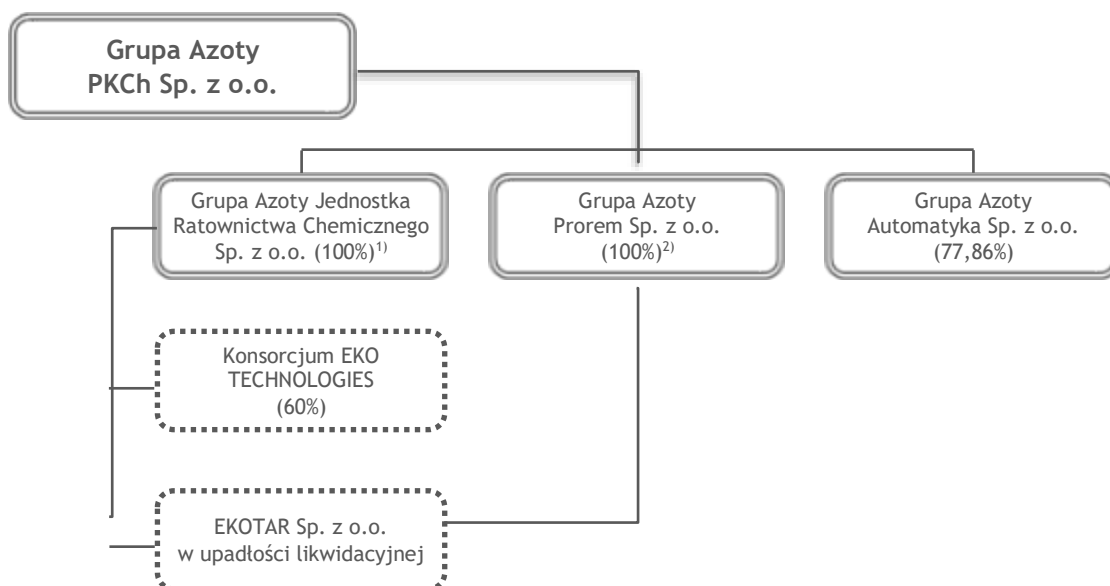 Grupa Azoty
PKCh Sp. z o.o.
Grupa Azoty Jednostka
Ratownictwa Chemicznego
Sp. z o.o. (100%)1)
Grupa Azoty
Prorem Sp. z o.o.
(100%)2)
Grupa Azoty
Automatyka Sp. z o.o.
(77,86%)
Konsorcjum EKO
TECHNOLOGIES
(60%)
EKOTAR Sp. z o.o.
w upadłości likwidacyjnej